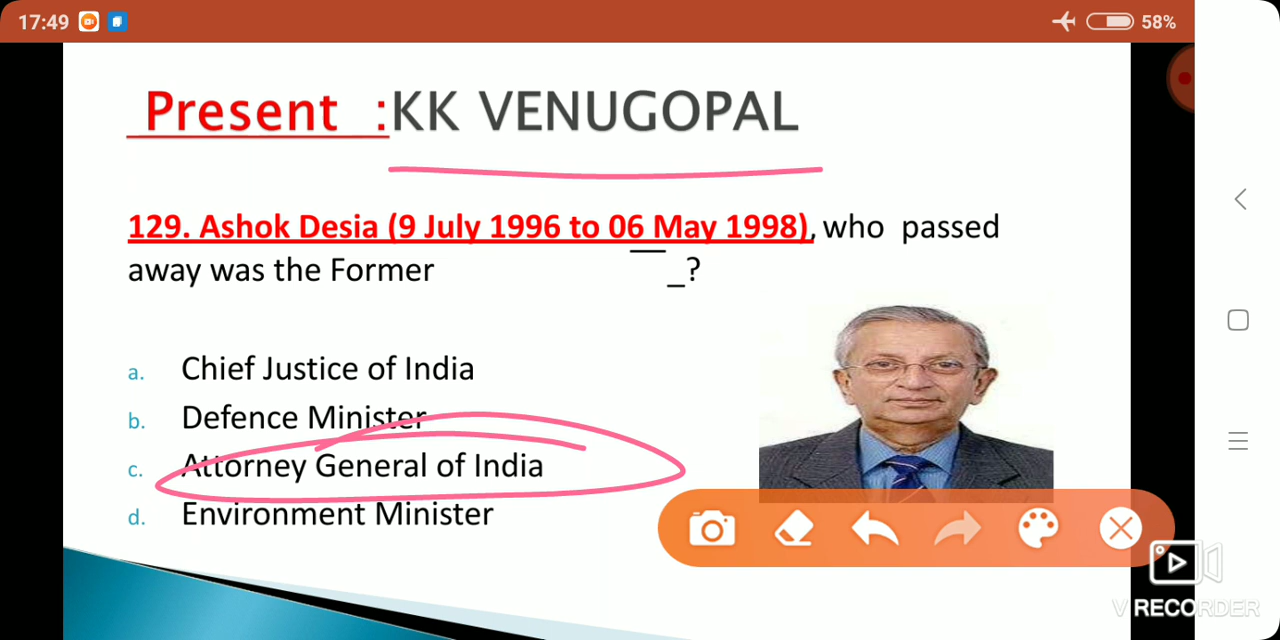 17:49
58%
Present :KK VENUGOPAL
129. Ashok Desia (9 July 1996 to 06 May 1998), who passed
away was the Former _?
a. Chief Justice of India
b. Defence Minister
c. Attorney General of India
d. Environment Minister
V RECORDER